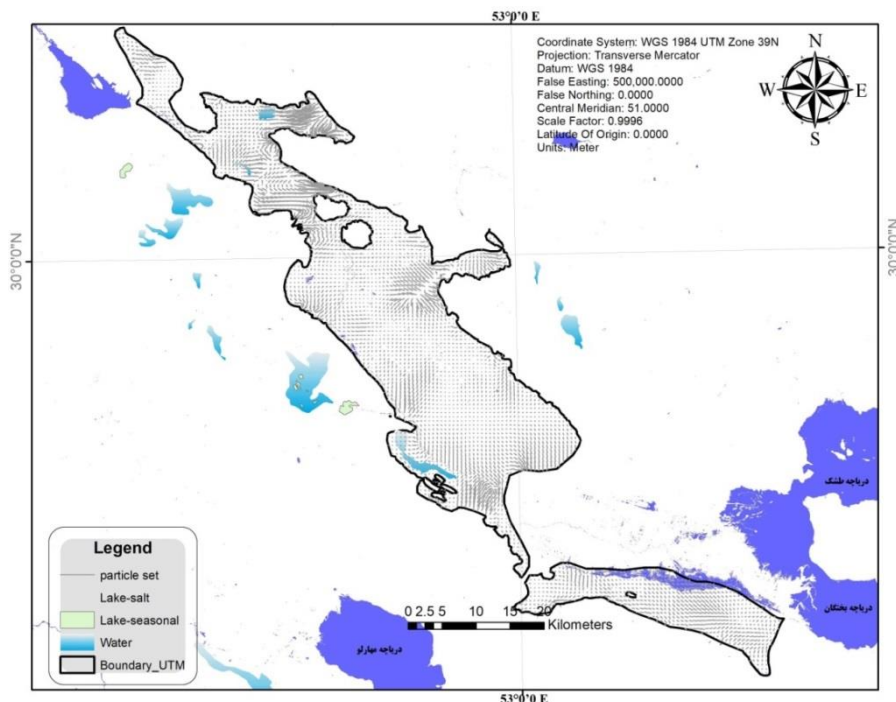 53°0'0 E
Coordinate System: WGS 1984 UTM Zone 39N
Projection: Transverse Mercator
Datum: WGS 1984
False Easting: 500,000.0000
False Northing: 0.0000
Central Meridian: 51.0000
Scale Factor: 0.9996
Latitude Of Origin: 0.0000
Units: Meter
N
W E
S
30°0'0"N
30°0'0"N
دریاچه طشک
دریاچه بختگان
دریاچه مهارلو
Legend
particle set
Lake-salt
Lake-seasonal
Water
Boundary_UTM
0 2.5 5 10 15 20
Kilometers
53°0'0 E